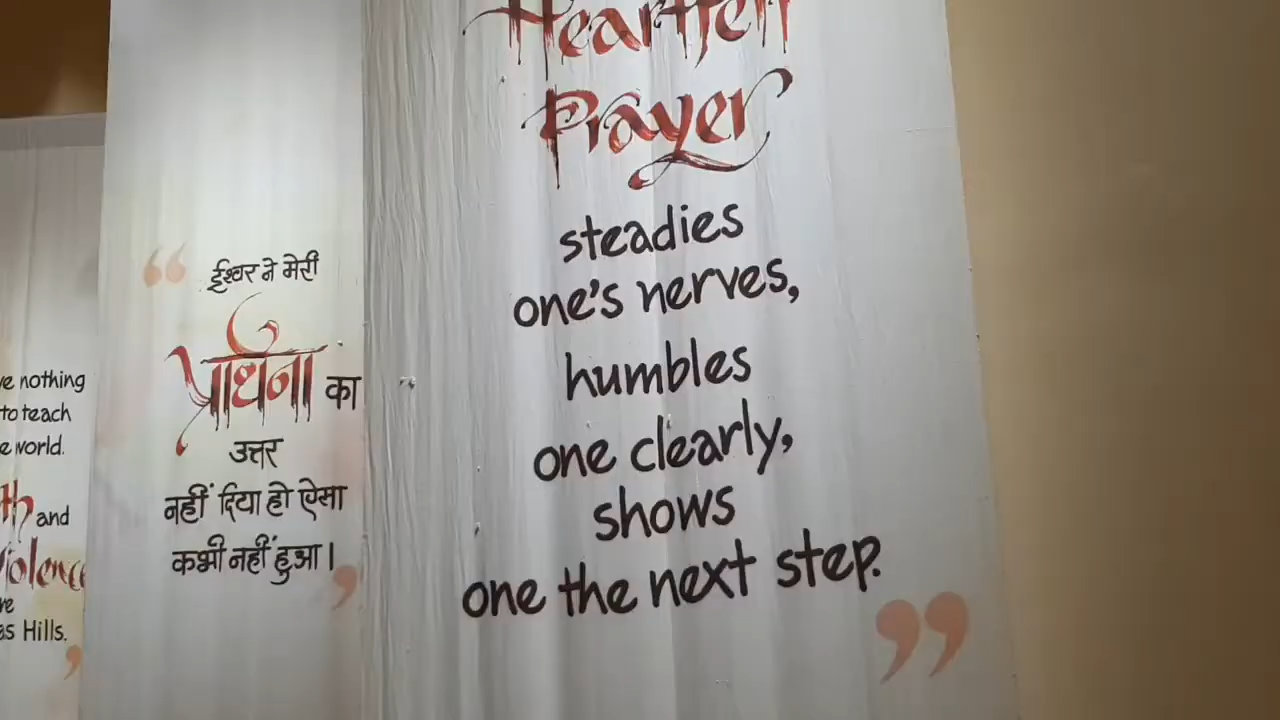 nothing
to teach
world.
and
Hills.
ईश्वर ने मेरी
प्रार्थना का
उत्तर
नहीं दिया हो ऐसा
कभी नहीं हुआ।
Heartfelt
Prayer
steadies
one's nerves,
humbles
one clearly,
shows
one the next step.